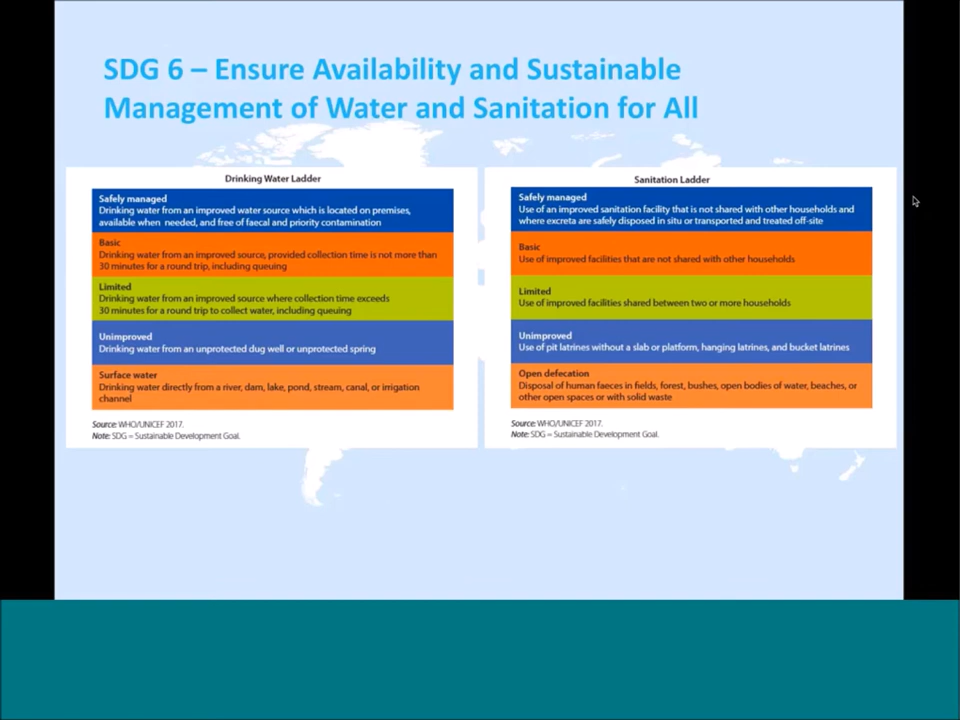 SDG 6 – Ensure Availability and Sustainable
Management of Water and Sanitation for All
Drinking Water Ladder
Safely managed
Drinking water from an improved water source which is located on premises,
available when needed, and free of faecal and priority contamination
Basic
Drinking water from an improved source, provided collection time is not more than
30 minutes for a round trip, including queuing
Limited
Drinking water from an improved source where collection time exceeds
30 minutes for a round trip to collect water, including queuing
Unimproved
Drinking water from an unprotected dug well or unprotected spring
Surface water
Drinking water directly from a river, dam, lake, pond, stream, canal, or irrigation
channel
Source: WHO/UNICEF 2017.
Note: SDG = Sustainable Development Goal.
Sanitation Ladder
Safely managed
Use of an improved sanitation facility that is not shared with other households and
where excreta are safely disposed in situ or transported and treated off-site
Basic
Use of improved facilities that are not shared with other households
Limited
Use of improved facilities shared between two or more households
Unimproved
Use of pit latrines without a slab or platform, hanging latrines, and bucket latrines
Open defecation
Disposal of human faeces in fields, forest, bushes, open bodies of water, beaches, or
other open spaces or with solid waste
Source: WHO/UNICEF 2017.
Note: SDG = Sustainable Development Goal.